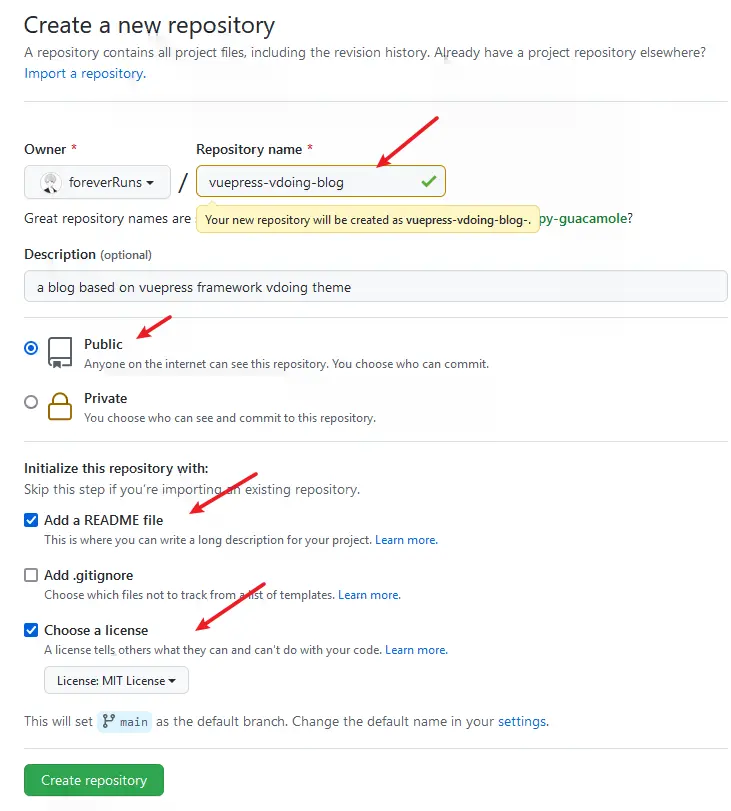 Create a new repository
A repository contains all project files, including the revision history. Already have a project repository elsewhere?
Import a repository.
Owner *
Repository name *
foreverRuns
/
vuepress-vdoing-blog
Great repository names are
Your new repository will be created as vuepress-vdoing-blog-.
py-guacamole?
Description (optional)
a blog based on vuepress framework vdoing theme
Public
Anyone on the internet can see this repository. You choose who can commit.
Private
You choose who can see and commit to this repository.
Initialize this repository with:
Skip this step if you're importing an existing repository.
Add a README file
This is where you can write a long description for your project. Learn more.
Add .gitignore
Choose which files not to track from a list of templates. Learn more.
Choose a license
A license tells others what they can and can't do with your code. Learn more.
License: MIT License
This will set main as the default branch. Change the default name in your settings.
Create repository